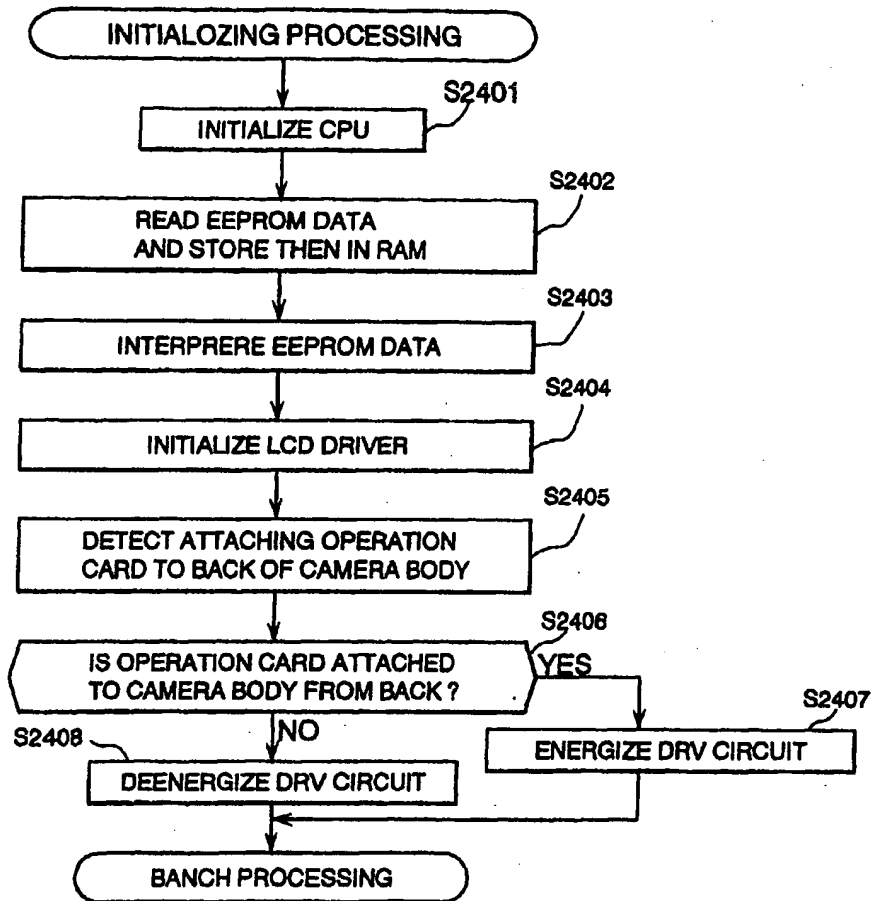 INITIALOZING PROCESSING
S2401
INITIALIZE CPU
S2402
READ EEPROM DATA
AND STORE THEN IN RAM
S2403
INTERPRERE EEPROM DATA
S2404
INITIALIZE LCD DRIVER
S2405
DETECT ATTACHING OPERATION
CARD TO BACK OF CAMERA BODY
S2406
IS OPERATION CARD ATTACHED
TO CAMERA BODY FROM BACK ?
YES
S2407
ENERGIZE DRV CIRCUIT
NO
S2408
DEENERGIZE DRV CIRCUIT
BANCH PROCESSING